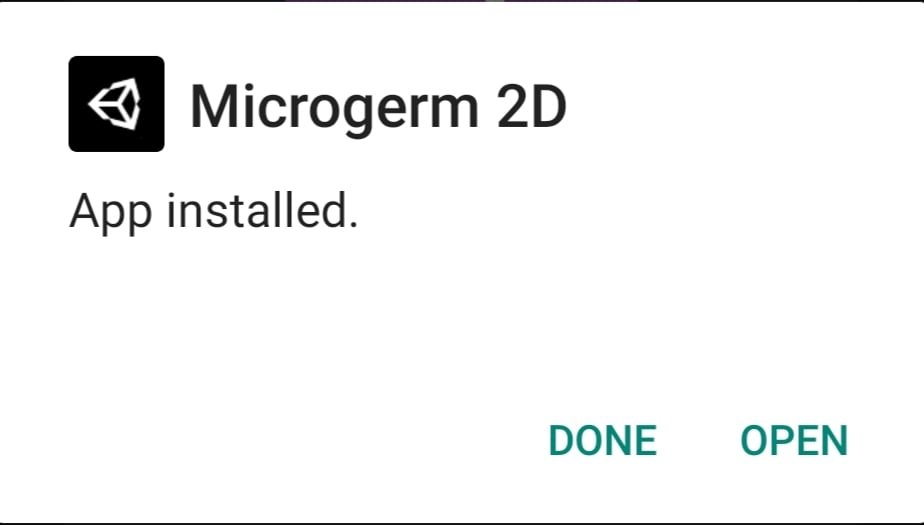 Microgerm 2D
App installed.
DONE OPEN